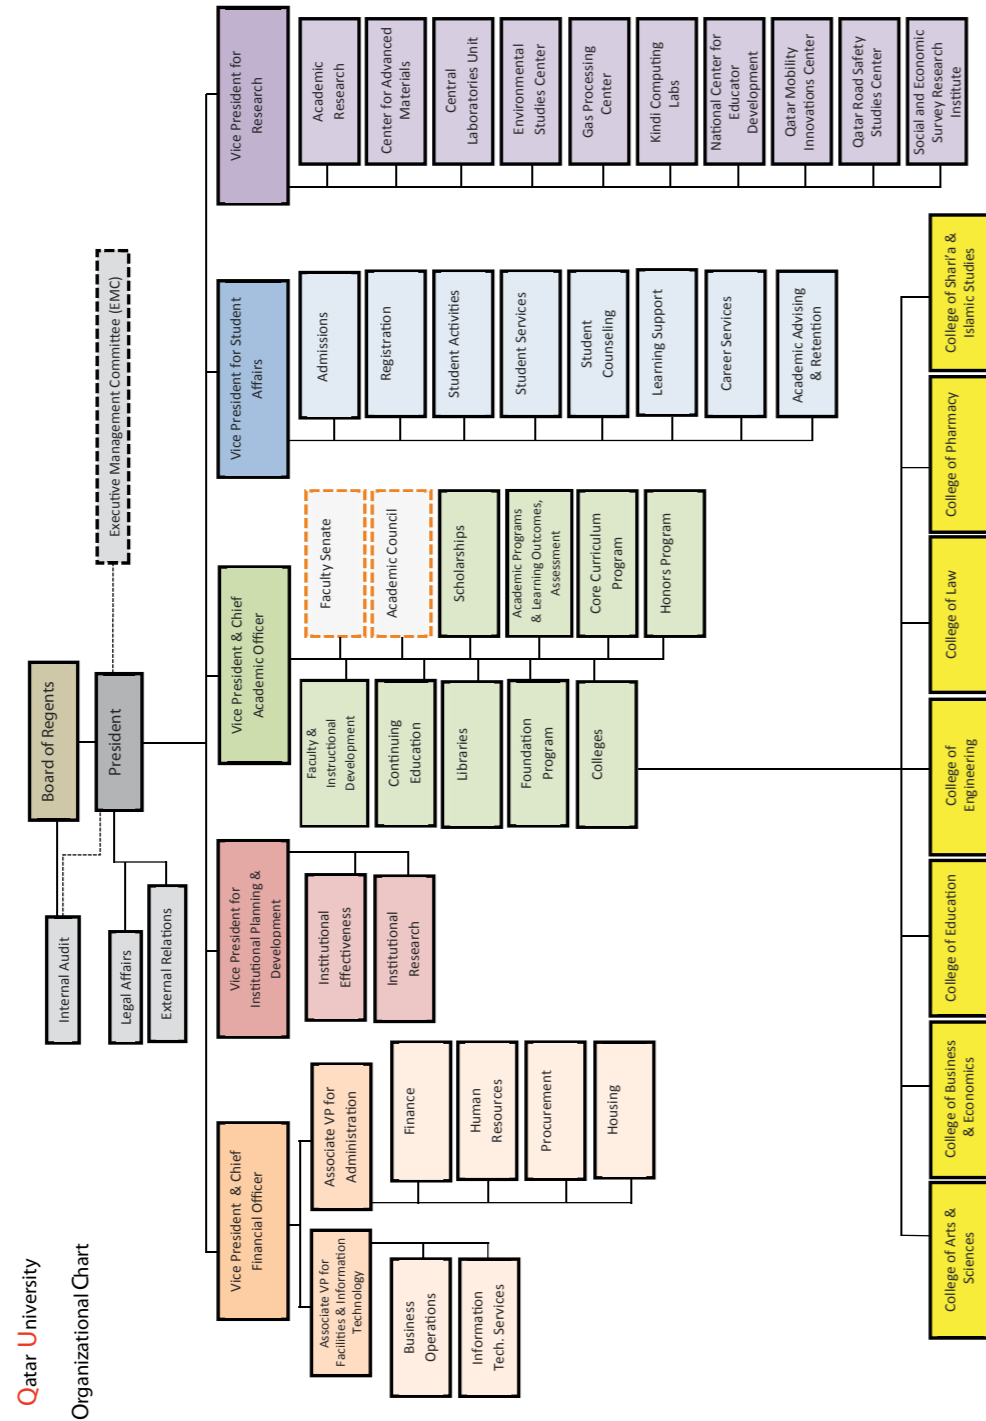 Qatar University
Organizational Chart
Board of Regents
President
Executive Management Committee (EMC)
Internal Audit
Legal Affairs
External Relations
Vice President & Chief
Financial Officer
Associate VP for
Facilities & Information
Technology
Business
Operations
Information
Tech. Services
Associate VP for
Administration
Finance
Human
Resources
Procurement
Housing
Vice President for
Institutional Planning &
Development
Institutional
Effectiveness
Institutional
Research
Vice President & Chief
Academic Officer
Faculty &
Instructional
Development
Continuing
Education
Libraries
Foundation
Program
Colleges
Faculty Senate
Academic Council
Scholarships
Academic Programs
& Learning Outcomes,
Assessment
Core Curriculum
Program
Honors Program
Vice President for Student
Affairs
Admissions
Registration
Student Activities
Student Services
Student
Counseling
Learning Support
Career Services
Academic Advising
& Retention
Vice President for
Research
Academic
Research
Center for Advanced
Materials
Central
Laboratories Unit
Environmental
Studies Center
Gas Processing
Center
Kindi Computing
Labs
National Center for
Educator
Development
Qatar Mobility
Innovations Center
Qatar Road Safety
Studies Center
Social and Economic
Survey Research
Institute
College of Arts &
Sciences
College of Business
& Economics
College of Education
College of
Engineering
College of Law
College of Pharmacy
College of Shari'a &
Islamic Studies